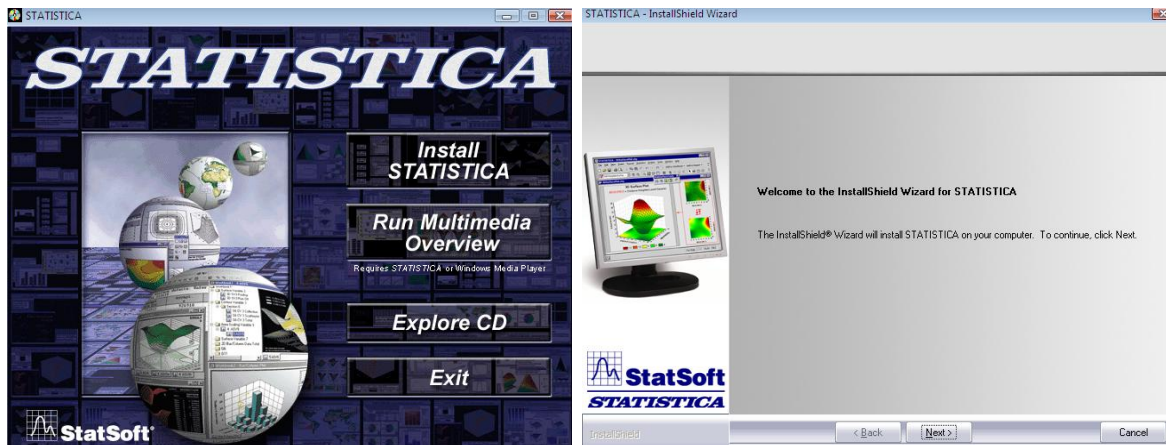 STATISTICA
STATISTICA
Install
STATISTICA
Run Multimedia
Overview
Requires STATISTICA or Windows Media Player
Explore CD
Exit
StatSoft®
STATISTICA - InstallShield Wizard
Welcome to the InstallShield Wizard for STATISTICA
The InstallShield® Wizard will install STATISTICA on your computer. To continue, click Next.
StatSoft
STATISTICA
InstallShield
< Back
Next >
Cancel